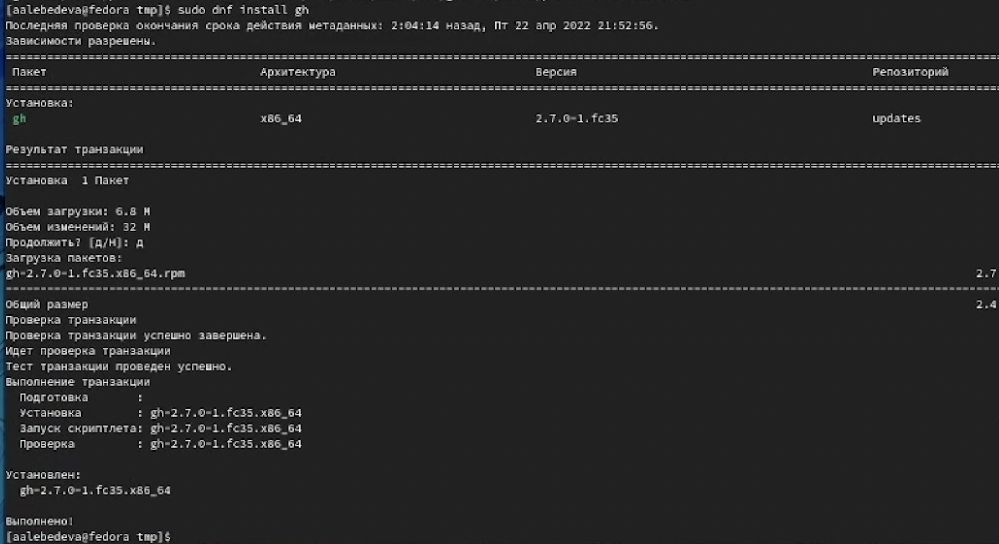 [aalebedeva@fedora tmp]$ sudo dnf install gh
Последняя проверка окончания срока действия метаданных: 2:04:14 назад, Пт 22 апр 2022 21:52:56.
Зависимости разрешены.
================================================================================
Пакет Архитектура Версия Репозиторий
================================================================================
Установка:
gh x86_64 2.7.0-1.fc35 updates
Результат транзакции
================================================================================
Установка 1 Пакет
Объем загрузки: 6.8 M
Объем изменений: 32 M
Продолжить? [д/Н]: д
Загрузка пакетов:
gh-2.7.0-1.fc35.x86_64.rpm 2.7
--------------------------------------------------------------------------------
Общий размер 2.4
Проверка транзакции
Проверка транзакции успешно завершена.
Идет проверка транзакции
Тест транзакции проведен успешно.
Выполнение транзакции
Подготовка :
Установка : gh-2.7.0-1.fc35.x86_64
Запуск скриптлета: gh-2.7.0-1.fc35.x86_64
Проверка : gh-2.7.0-1.fc35.x86_64
Установлен:
gh-2.7.0-1.fc35.x86_64
Выполнено!
[aalebedeva@fedora tmp]$